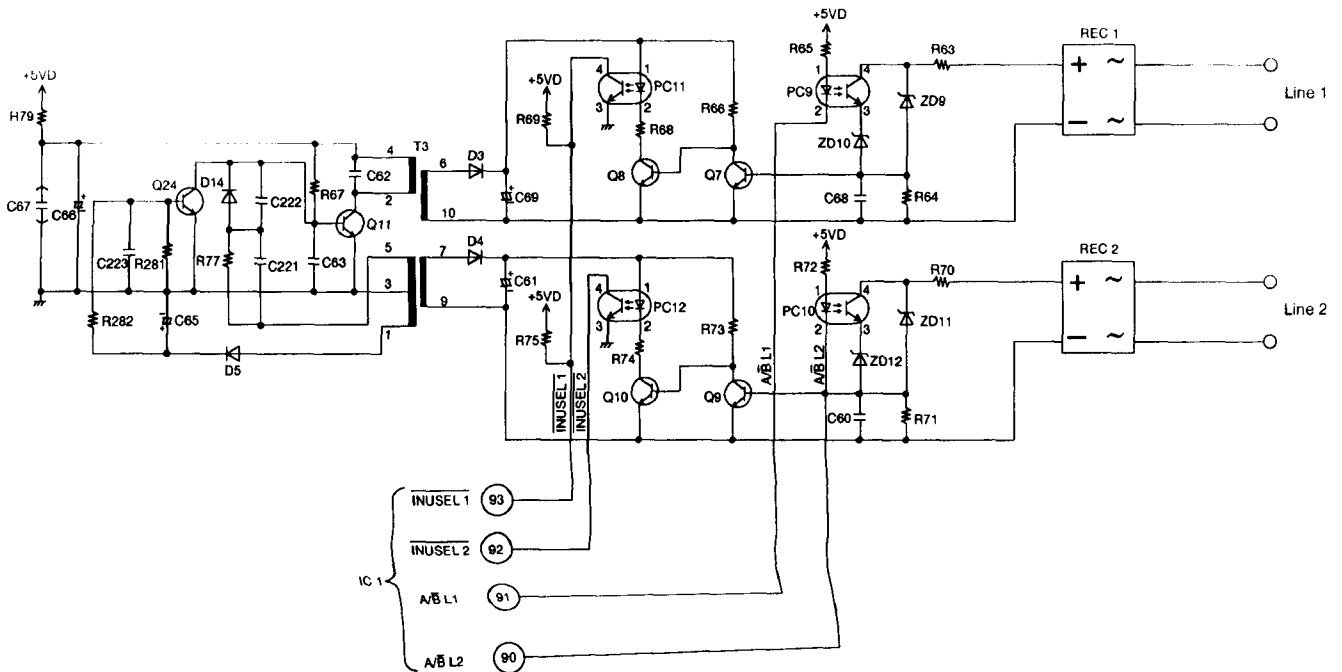 +5VD
H79
C67
C66
C223
R281
R282
C65
D5
Q24
D14
R77
C222
C221
R67
C63
Q11
C62
4
2
5
3
1
T3
6
10
7
9
D3
D4
C69
C61
+5VD
R69
4
3
1
2
PC11
R68
Q8
R66
Q7
+5VD
R65
1
2
PC9
4
3
ZD10
C68
ZD9
R64
R63
REC 1
+ ~
− ~
Line 1
+5VD
R75
4
3
1
2
PC12
R74
Q10
R73
Q9
+5VD
R72
1
2
PC10
4
3
ZD12
C60
ZD11
R71
R70
REC 2
+ ~
− ~
Line 2
INUSEL 1
INUSEL 2
A/B̅ L1
A/B̅ L2
IC 1
INUSEL 1 93
INUSEL 2 92
A/B̅ L1 91
A/B̅ L2 90